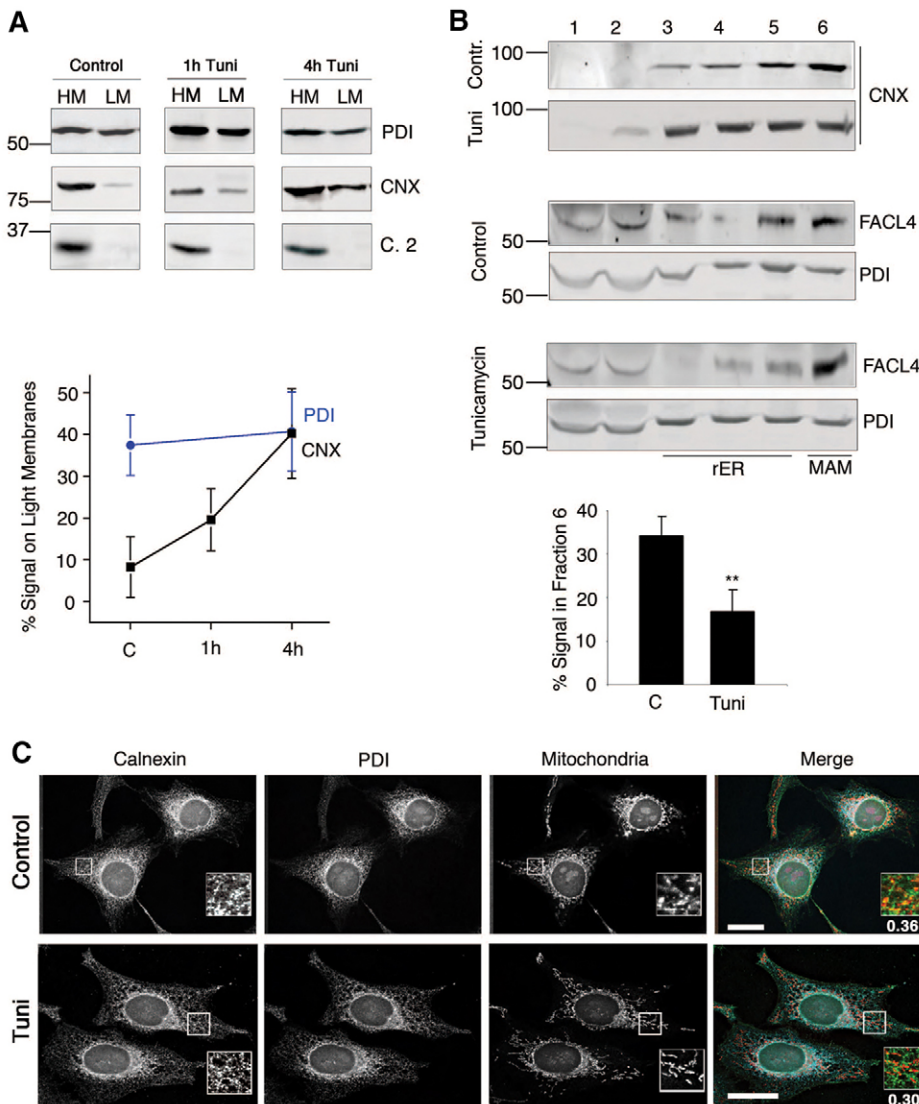 A
Control
1h Tuni
4h Tuni
HM LM
HM LM
HM LM
PDI
50
CNX
75
37
C. 2
% Signal on Light Membranes
50
40
30
20
10
0
PDI
CNX
C
1h
4h
B
1 2 3 4 5 6
Contr.
100
Tuni
100
CNX
Control
FACL4
50
PDI
50
Tunicamycin
FACL4
50
PDI
50
rER
MAM
% Signal in Fraction 6
40
30
20
10
0
**
C
Tuni
C
Calnexin
PDI
Mitochondria
Merge
Control
0.36
Tuni
0.30